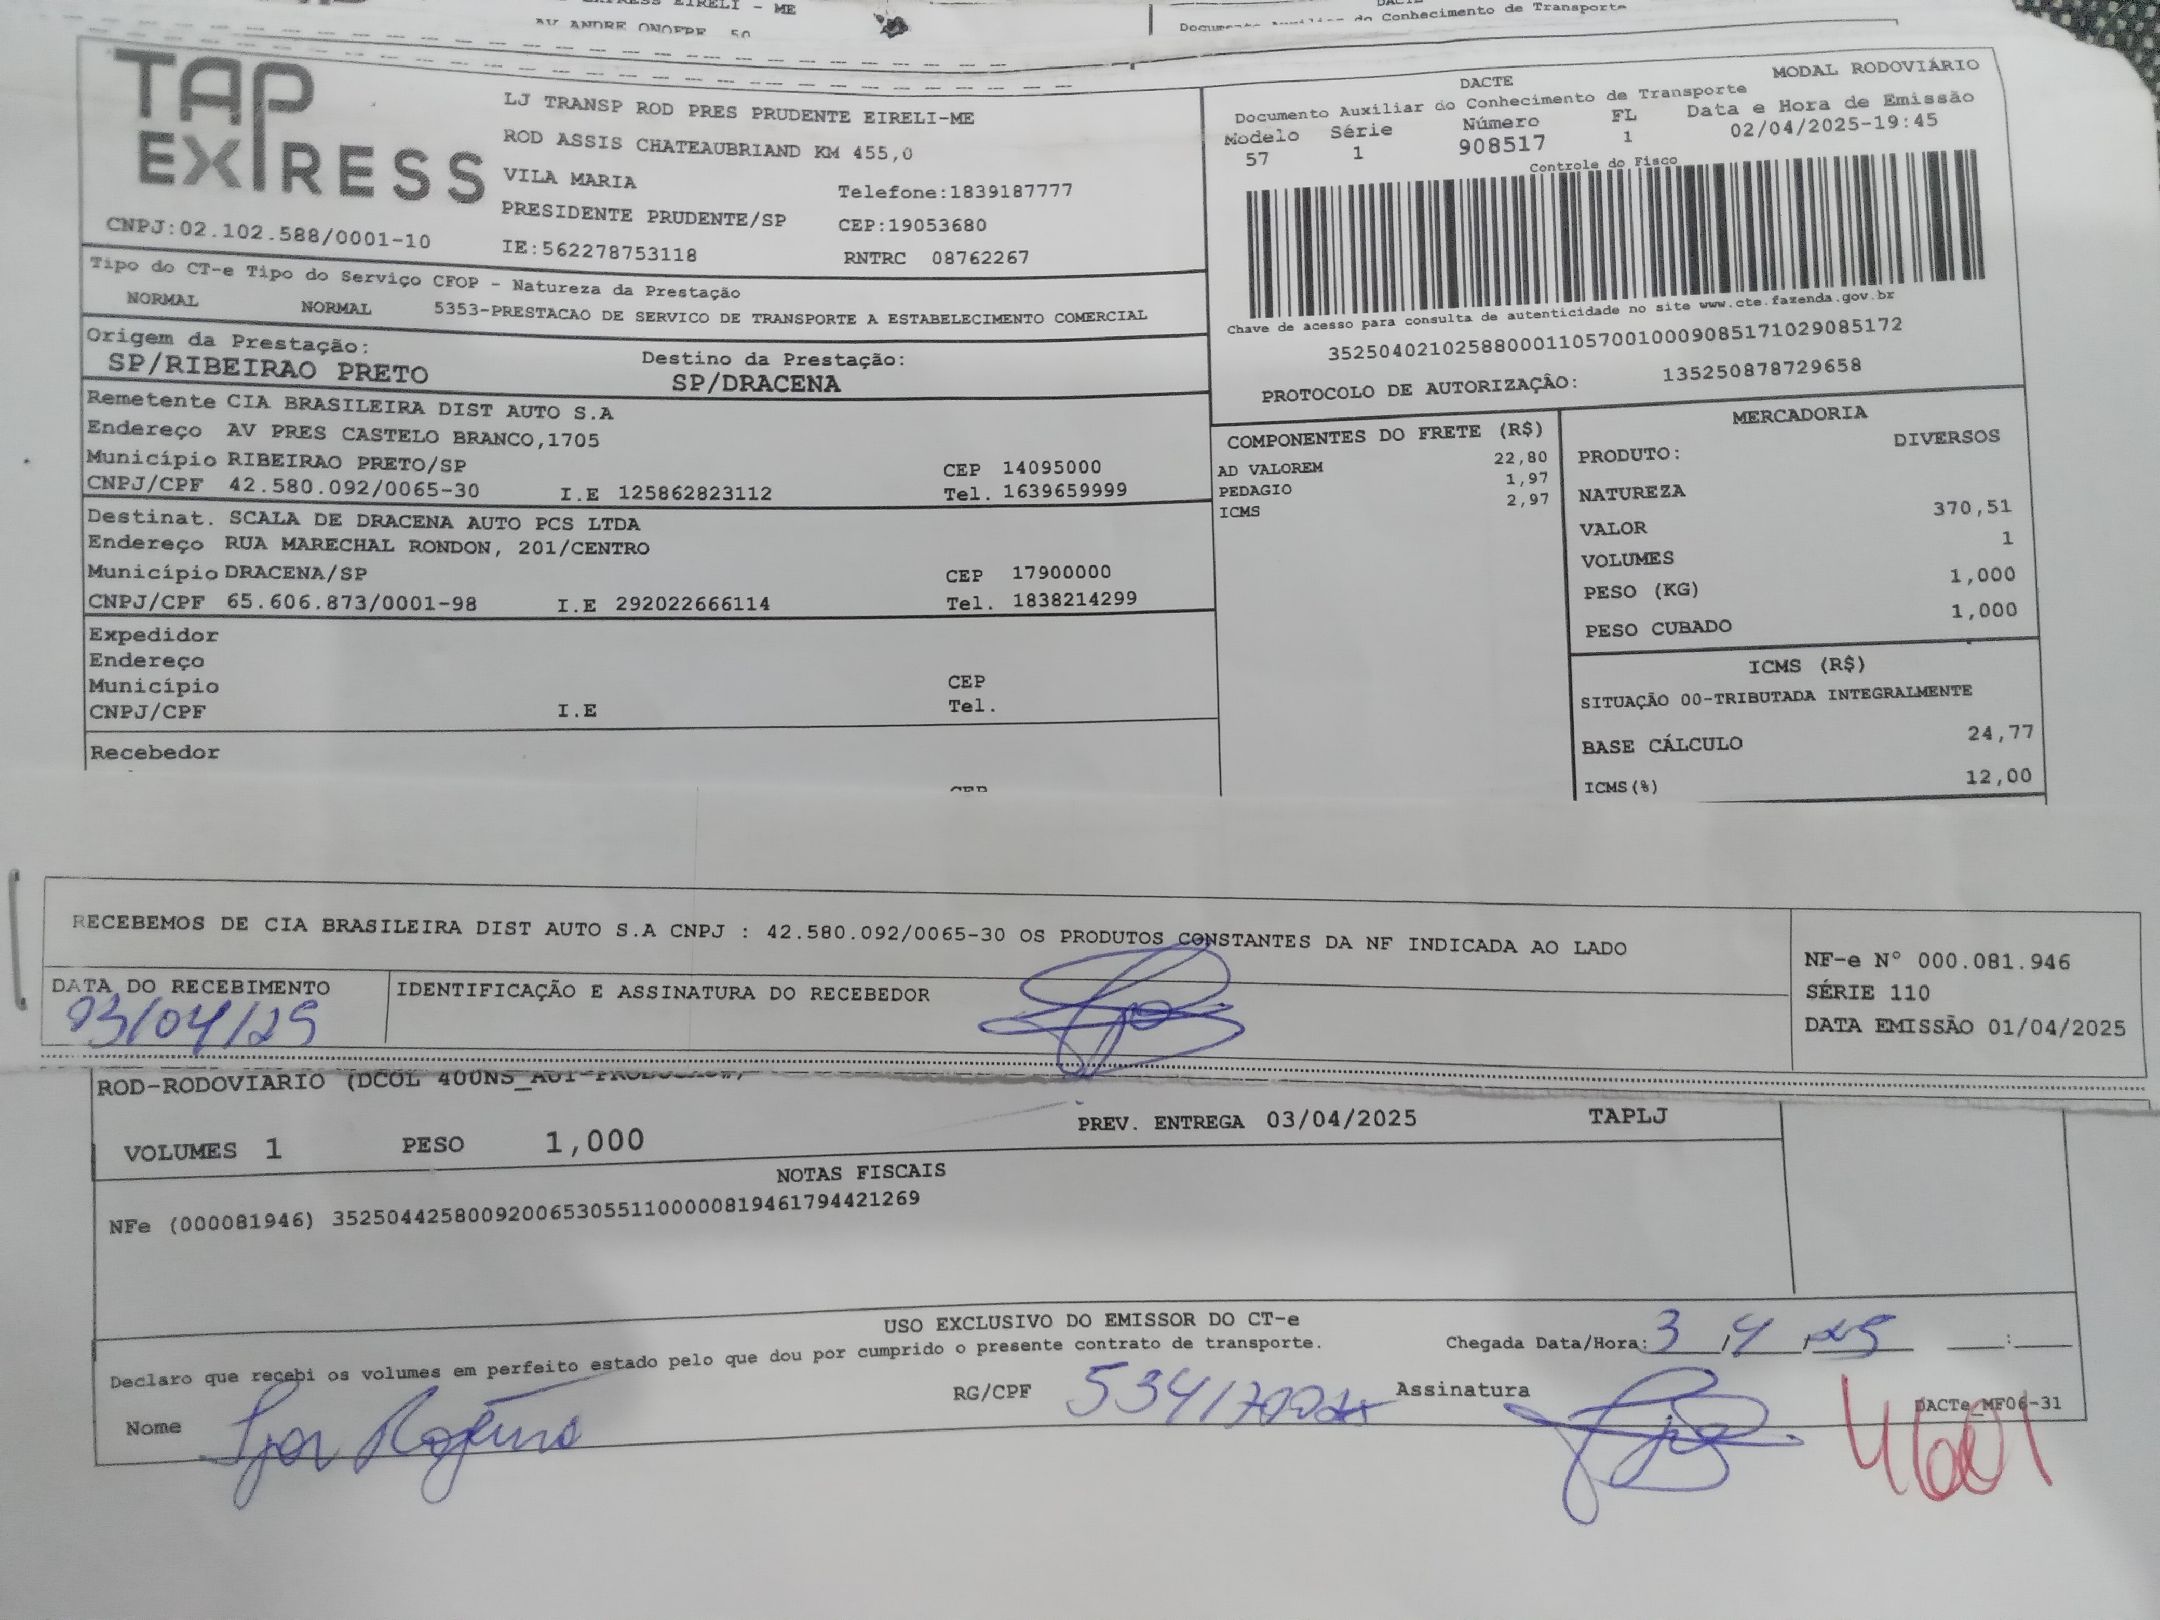 EXPRESS EIRELI - ME
AV ANDRE ONOFRE 50
DACTE
Documento Auxiliar do Conhecimento de Transporte
TAP EXPRESS
CNPJ:02.102.588/0001-10
LJ TRANSP ROD PRES PRUDENTE EIRELI-ME
ROD ASSIS CHATEAUBRIAND KM 455,0
VILA MARIA Telefone:1839187777
PRESIDENTE PRUDENTE/SP CEP:19053680
IE:562278753118 RNTRC 08762267
DACTE MODAL RODOVIÁRIO
Documento Auxiliar do Conhecimento de Transporte
Modelo Série Número FL Data e Hora de Emissão
57 1 908517 1 02/04/2025-19:45
Controle do Fisco
Chave de acesso para consulta de autenticidade no site www.cte.fazenda.gov.br
35250402102588000110570010009085171029085172
PROTOCOLO DE AUTORIZAÇÃO: 135250878729658
Tipo do CT-e Tipo do Serviço CFOP - Natureza da Prestação
NORMAL NORMAL 5353-PRESTACAO DE SERVICO DE TRANSPORTE A ESTABELECIMENTO COMERCIAL
Origem da Prestação: Destino da Prestação:
SP/RIBEIRAO PRETO SP/DRACENA
Remetente CIA BRASILEIRA DIST AUTO S.A
Endereço AV PRES CASTELO BRANCO,1705
Município RIBEIRAO PRETO/SP CEP 14095000
CNPJ/CPF 42.580.092/0065-30 I.E 125862823112 Tel. 1639659999
Destinat. SCALA DE DRACENA AUTO PCS LTDA
Endereço RUA MARECHAL RONDON, 201/CENTRO
Município DRACENA/SP CEP 17900000
CNPJ/CPF 65.606.873/0001-98 I.E 292022666114 Tel. 1838214299
Expedidor
Endereço
Município CEP
CNPJ/CPF I.E Tel.
Recebedor
CEP
COMPONENTES DO FRETE (R$)
AD VALOREM 22,80
PEDAGIO 1,97
ICMS 2,97
MERCADORIA
PRODUTO: DIVERSOS
NATUREZA
VALOR 370,51
VOLUMES 1
PESO (KG) 1,000
PESO CUBADO 1,000
ICMS (R$)
SITUAÇÃO 00-TRIBUTADA INTEGRALMENTE
BASE CÁLCULO 24,77
ICMS(%) 12,00
RECEBEMOS DE CIA BRASILEIRA DIST AUTO S.A CNPJ : 42.580.092/0065-30 OS PRODUTOS CONSTANTES DA NF INDICADA AO LADO
DATA DO RECEBIMENTO IDENTIFICAÇÃO E ASSINATURA DO RECEBEDOR
03/04/25
NF-e N° 000.081.946
SÉRIE 110
DATA EMISSÃO 01/04/2025
ROD-RODOVIARIO
VOLUMES 1 PESO 1,000 PREV. ENTREGA 03/04/2025 TAPLJ
NOTAS FISCAIS
NFe (000081946) 35250442580092006530551100000819461794421269
USO EXCLUSIVO DO EMISSOR DO CT-e
Declaro que recebi os volumes em perfeito estado pelo que dou por cumprido o presente contrato de transporte. Chegada Data/Hora: 3/4/25 :
Nome Igor RG/CPF Assinatura DACTe_MF06-31
4601